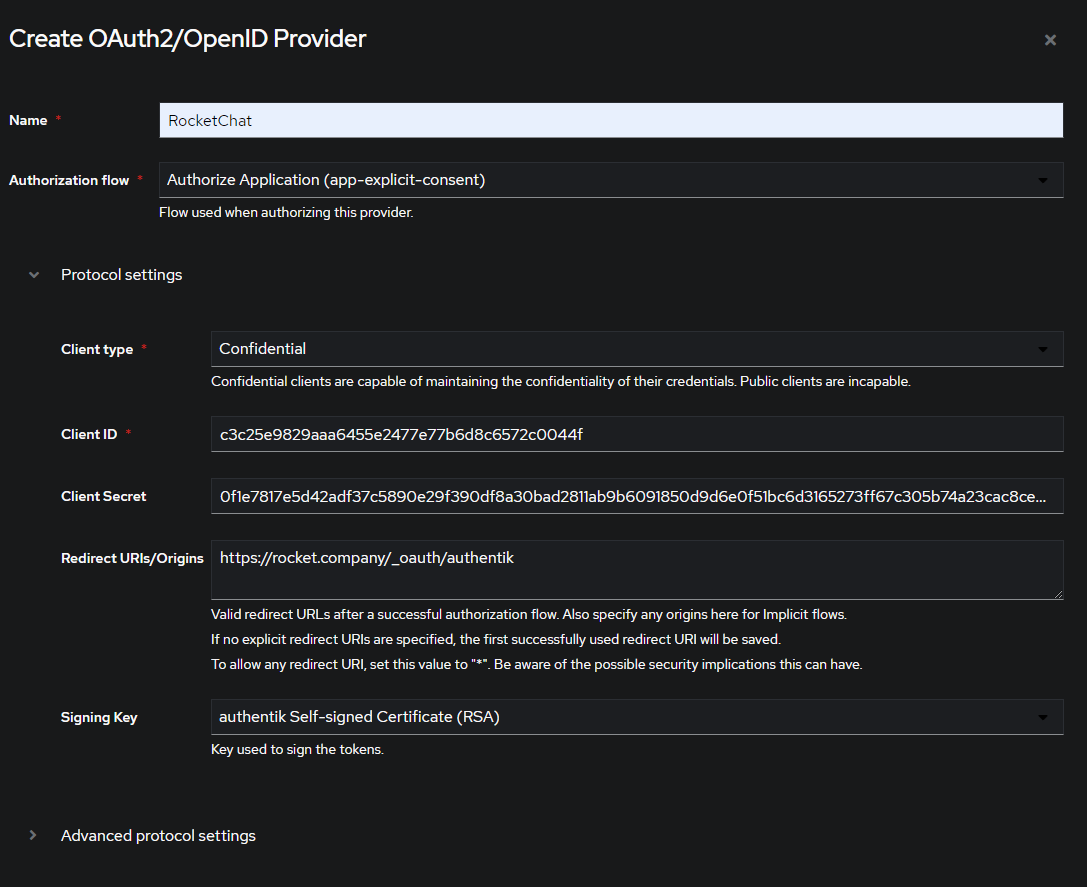 Create OAuth2/OpenID Provider
Name *
RocketChat
Authorization flow *
Authorize Application (app-explicit-consent)
Flow used when authorizing this provider.
Protocol settings
Client type *
Confidential
Confidential clients are capable of maintaining the confidentiality of their credentials. Public clients are incapable.
Client ID *
c3c25e9829aaa6455e2477e77b6d8c6572c0044f
Client Secret
0f1e7817e5d42adf37c5890e29f390df8a30bad2811ab9b6091850d9d6e0f51bc6d3165273ff67c305b74a23cac8ce...
Redirect URIs/Origins
https://rocket.company/_oauth/authentik
Valid redirect URLs after a successful authorization flow. Also specify any origins here for Implicit flows.
If no explicit redirect URIs are specified, the first successfully used redirect URI will be saved.
To allow any redirect URI, set this value to "*". Be aware of the possible security implications this can have.
Signing Key
authentik Self-signed Certificate (RSA)
Key used to sign the tokens.
Advanced protocol settings